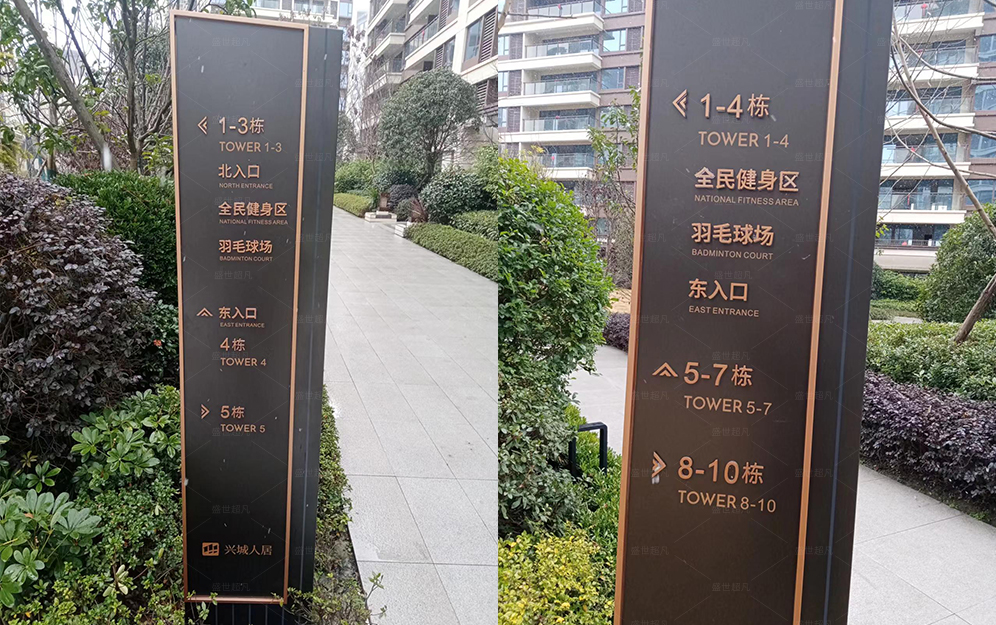 1-3栋
TOWER 1-3
北入口
NORTH ENTRANCE
全民健身区
NATIONAL FITNESS AREA
羽毛球场
BADMINTON COURT
东入口
EAST ENTRANCE
4栋
TOWER 4
5栋
TOWER 5
兴城人居
1-4栋
TOWER 1-4
全民健身区
NATIONAL FITNESS AREA
羽毛球场
BADMINTON COURT
东入口
EAST ENTRANCE
5-7栋
TOWER 5-7
8-10栋
TOWER 8-10
盛世超凡